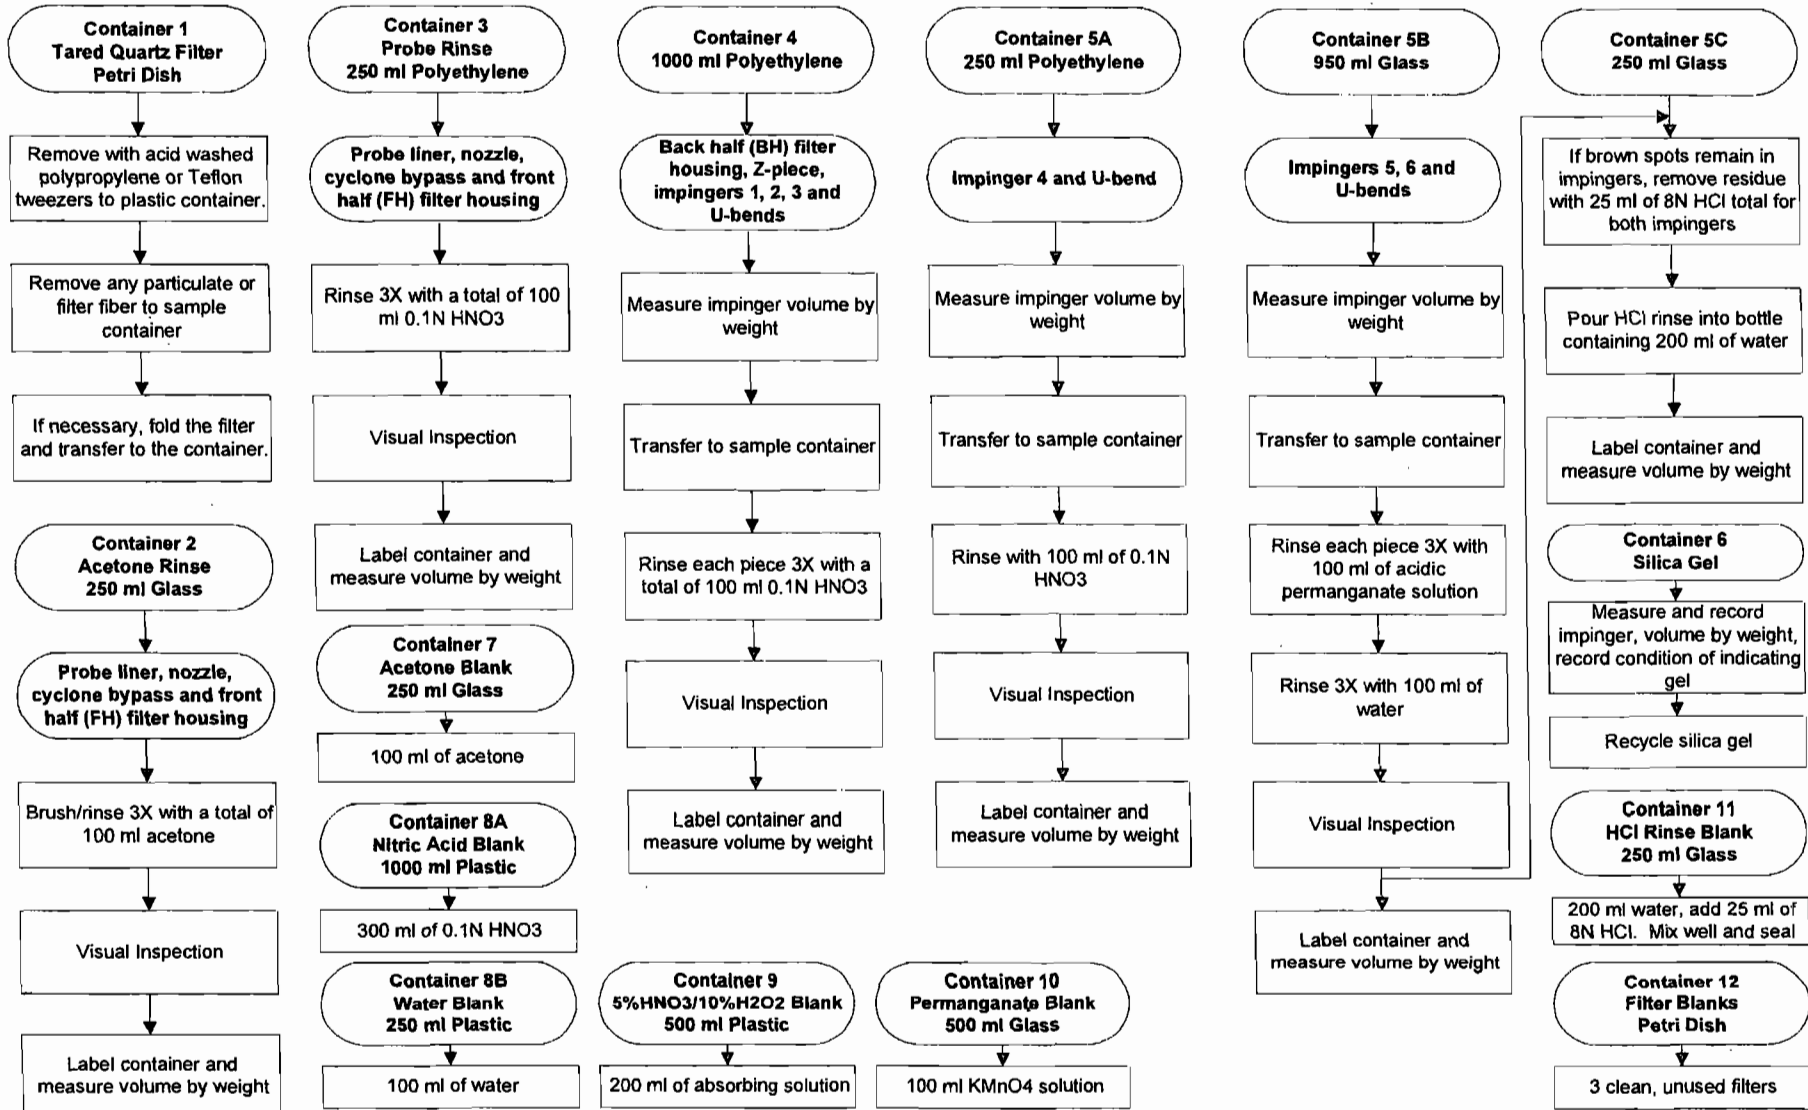 Container 1
Tared Quartz Filter
Petri Dish
Remove with acid washed
polypropylene or Teflon
tweezers to plastic container.
Remove any particulate or
filter fiber to sample
container
If necessary, fold the filter
and transfer to the container.
Container 2
Acetone Rinse
250 ml Glass
Probe liner, nozzle,
cyclone bypass and front
half (FH) filter housing
Brush/rinse 3X with a total of
100 ml acetone
Visual Inspection
Label container and
measure volume by weight
Container 3
Probe Rinse
250 ml Polyethylene
Probe liner, nozzle,
cyclone bypass and front
half (FH) filter housing
Rinse 3X with a total of 100
ml 0.1N HNO3
Visual Inspection
Label container and
measure volume by weight
Container 7
Acetone Blank
250 ml Glass
100 ml of acetone
Container 8A
Nitric Acid Blank
1000 ml Plastic
300 ml of 0.1N HNO3
Container 8B
Water Blank
250 ml Plastic
100 ml of water
Container 4
1000 ml Polyethylene
Back half (BH) filter
housing, Z-piece,
impingers 1, 2, 3 and
U-bends
Measure impinger volume by
weight
Transfer to sample container
Rinse each piece 3X with a
total of 100 ml 0.1N HNO3
Visual Inspection
Label container and
measure volume by weight
Container 9
5%HNO3/10%H2O2 Blank
500 ml Plastic
200 ml of absorbing solution
Container 5A
250 ml Polyethylene
Impinger 4 and U-bend
Measure impinger volume by
weight
Transfer to sample container
Rinse with 100 ml of 0.1N
HNO3
Visual Inspection
Label container and
measure volume by weight
Container 10
Permanganate Blank
500 ml Glass
100 ml KMnO4 solution
Container 5B
950 ml Glass
Impingers 5, 6 and
U-bends
Measure impinger volume by
weight
Transfer to sample container
Rinse each piece 3X with
100 ml of acidic
permanganate solution
Rinse 3X with 100 ml of
water
Visual Inspection
Label container and
measure volume by weight
Container 5C
250 ml Glass
If brown spots remain in
impingers, remove residue
with 25 ml of 8N HCl total for
both impingers
Pour HCl rinse into bottle
containing 200 ml of water
Label container and
measure volume by weight
Container 6
Silica Gel
Measure and record
impinger, volume by weight,
record condition of indicating
gel
Recycle silica gel
Container 11
HCl Rinse Blank
250 ml Glass
200 ml water, add 25 ml of
8N HCl. Mix well and seal
Container 12
Filter Blanks
Petri Dish
3 clean, unused filters